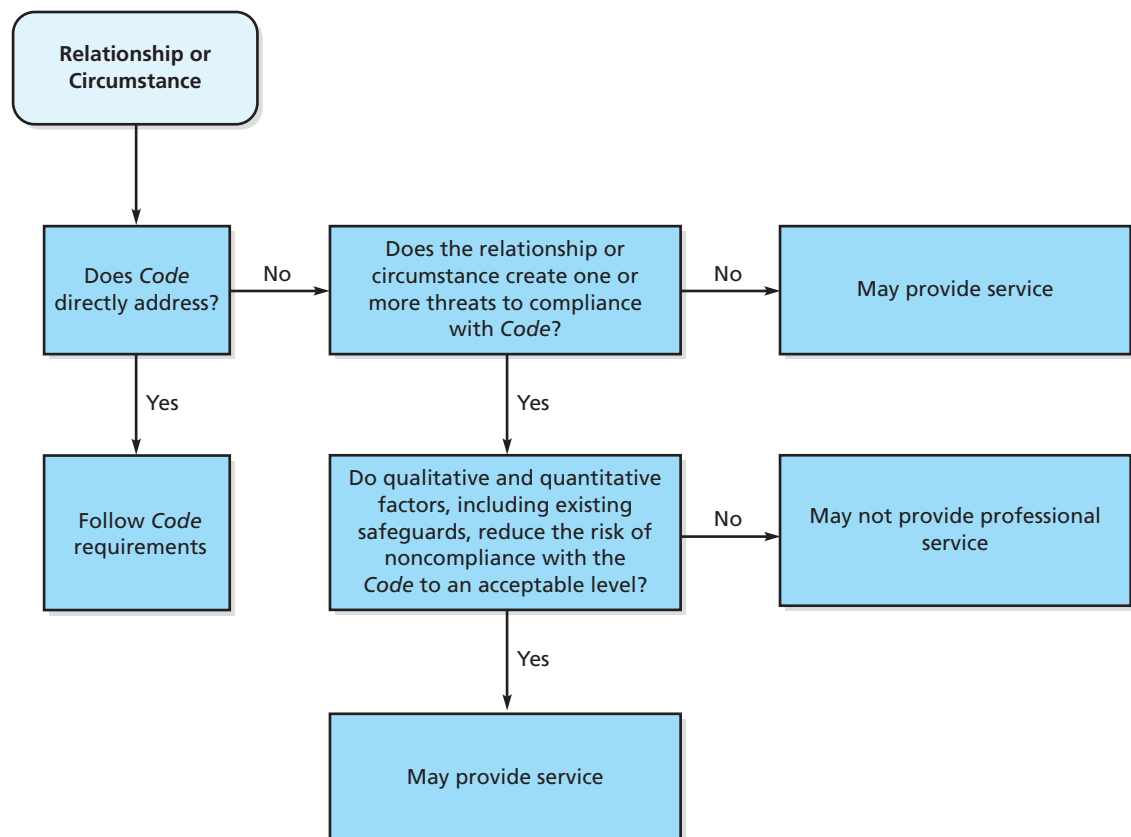 Relationship or
Circumstance
Does Code
directly address?
No
Does the relationship or
circumstance create one or
more threats to compliance
with Code?
No
May provide service
Yes
Yes
Follow Code
requirements
Do qualitative and quantitative
factors, including existing
safeguards, reduce the risk of
noncompliance with the
Code to an acceptable level?
No
May not provide professional
service
Yes
May provide service